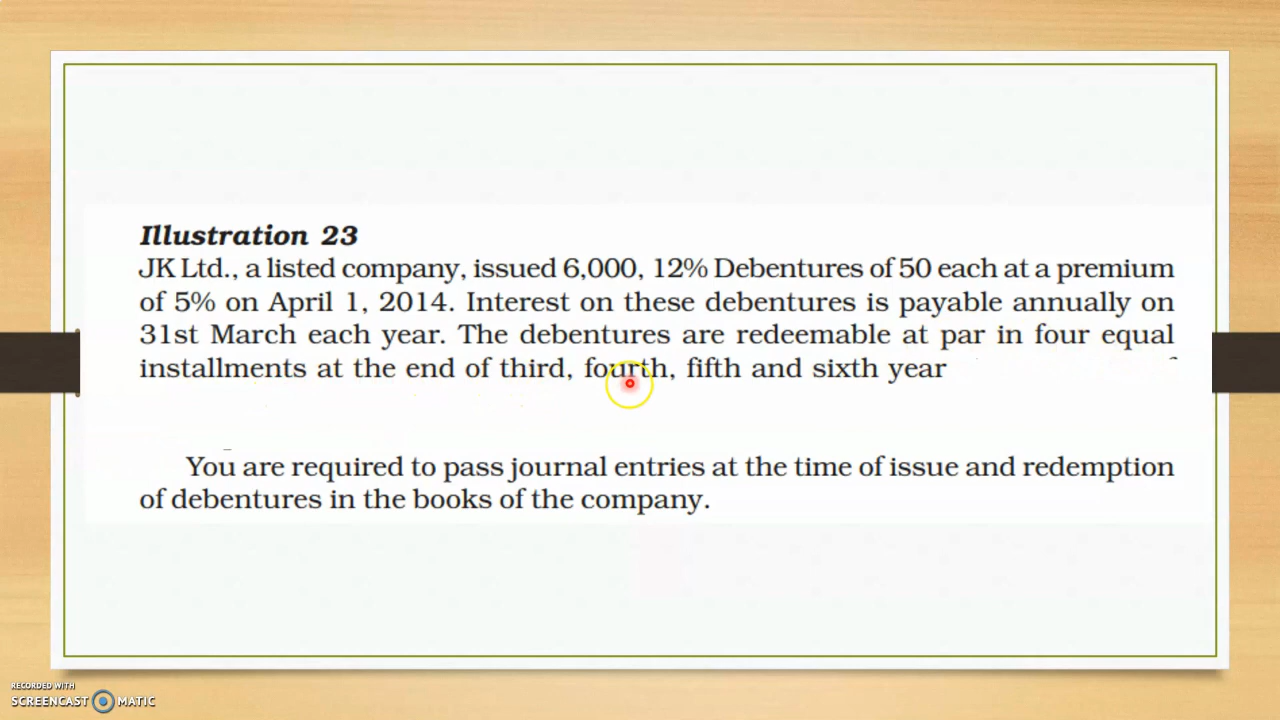 Illustration 23
JK Ltd., a listed company, issued 6,000, 12% Debentures of 50 each at a premium
of 5% on April 1, 2014. Interest on these debentures is payable annually on
31st March each year. The debentures are redeemable at par in four equal
installments at the end of third, fourth, fifth and sixth year
You are required to pass journal entries at the time of issue and redemption
of debentures in the books of the company.
RECORDED WITH
SCREENCAST MATIC